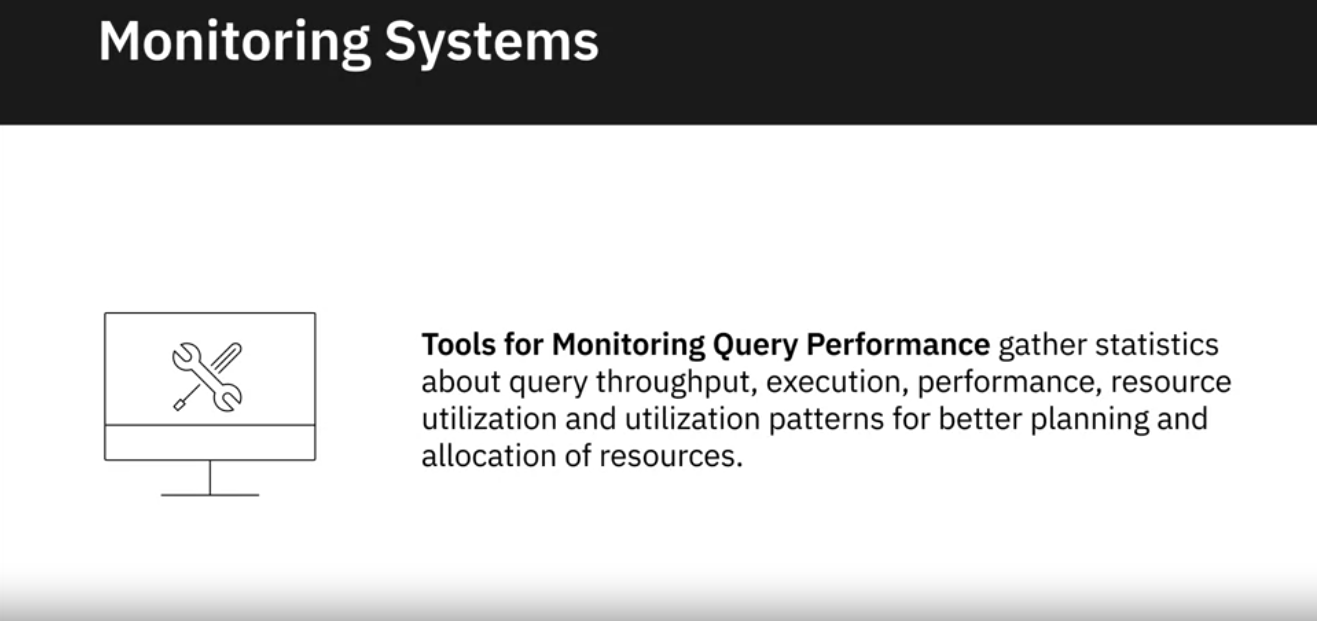 Monitoring Systems
Tools for Monitoring Query Performance gather statistics
about query throughput, execution, performance, resource
utilization and utilization patterns for better planning and
allocation of resources.